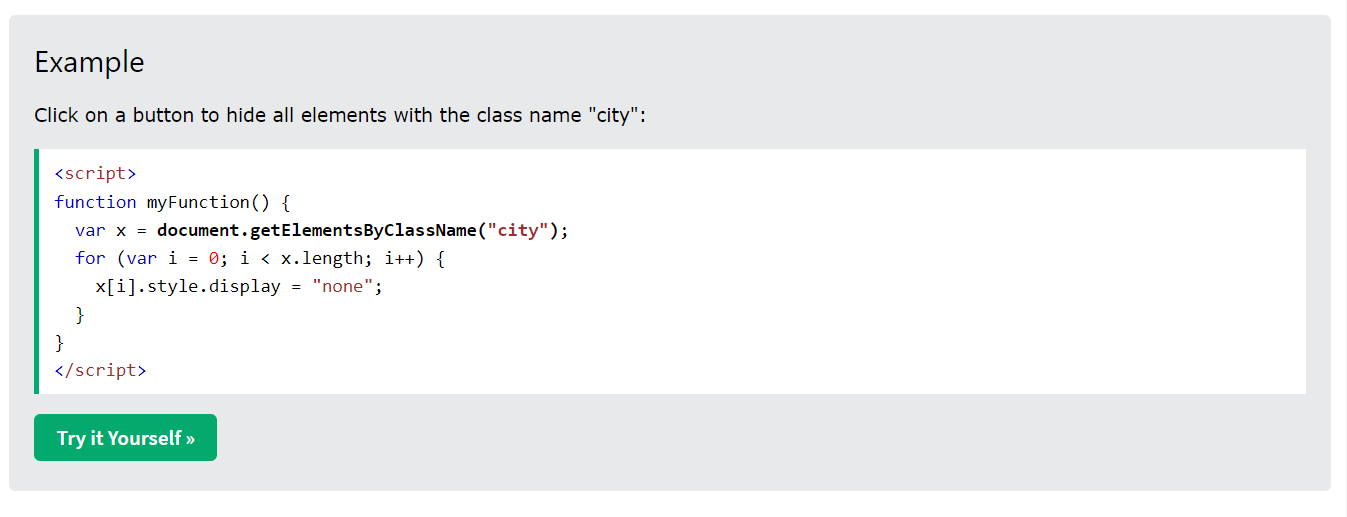 Example
Click on a button to hide all elements with the class name "city":
<script>
function myFunction() {
  var x = document.getElementsByClassName("city");
  for (var i = 0; i < x.length; i++) {
    x[i].style.display = "none";
  }
}
</script>
Try it Yourself »